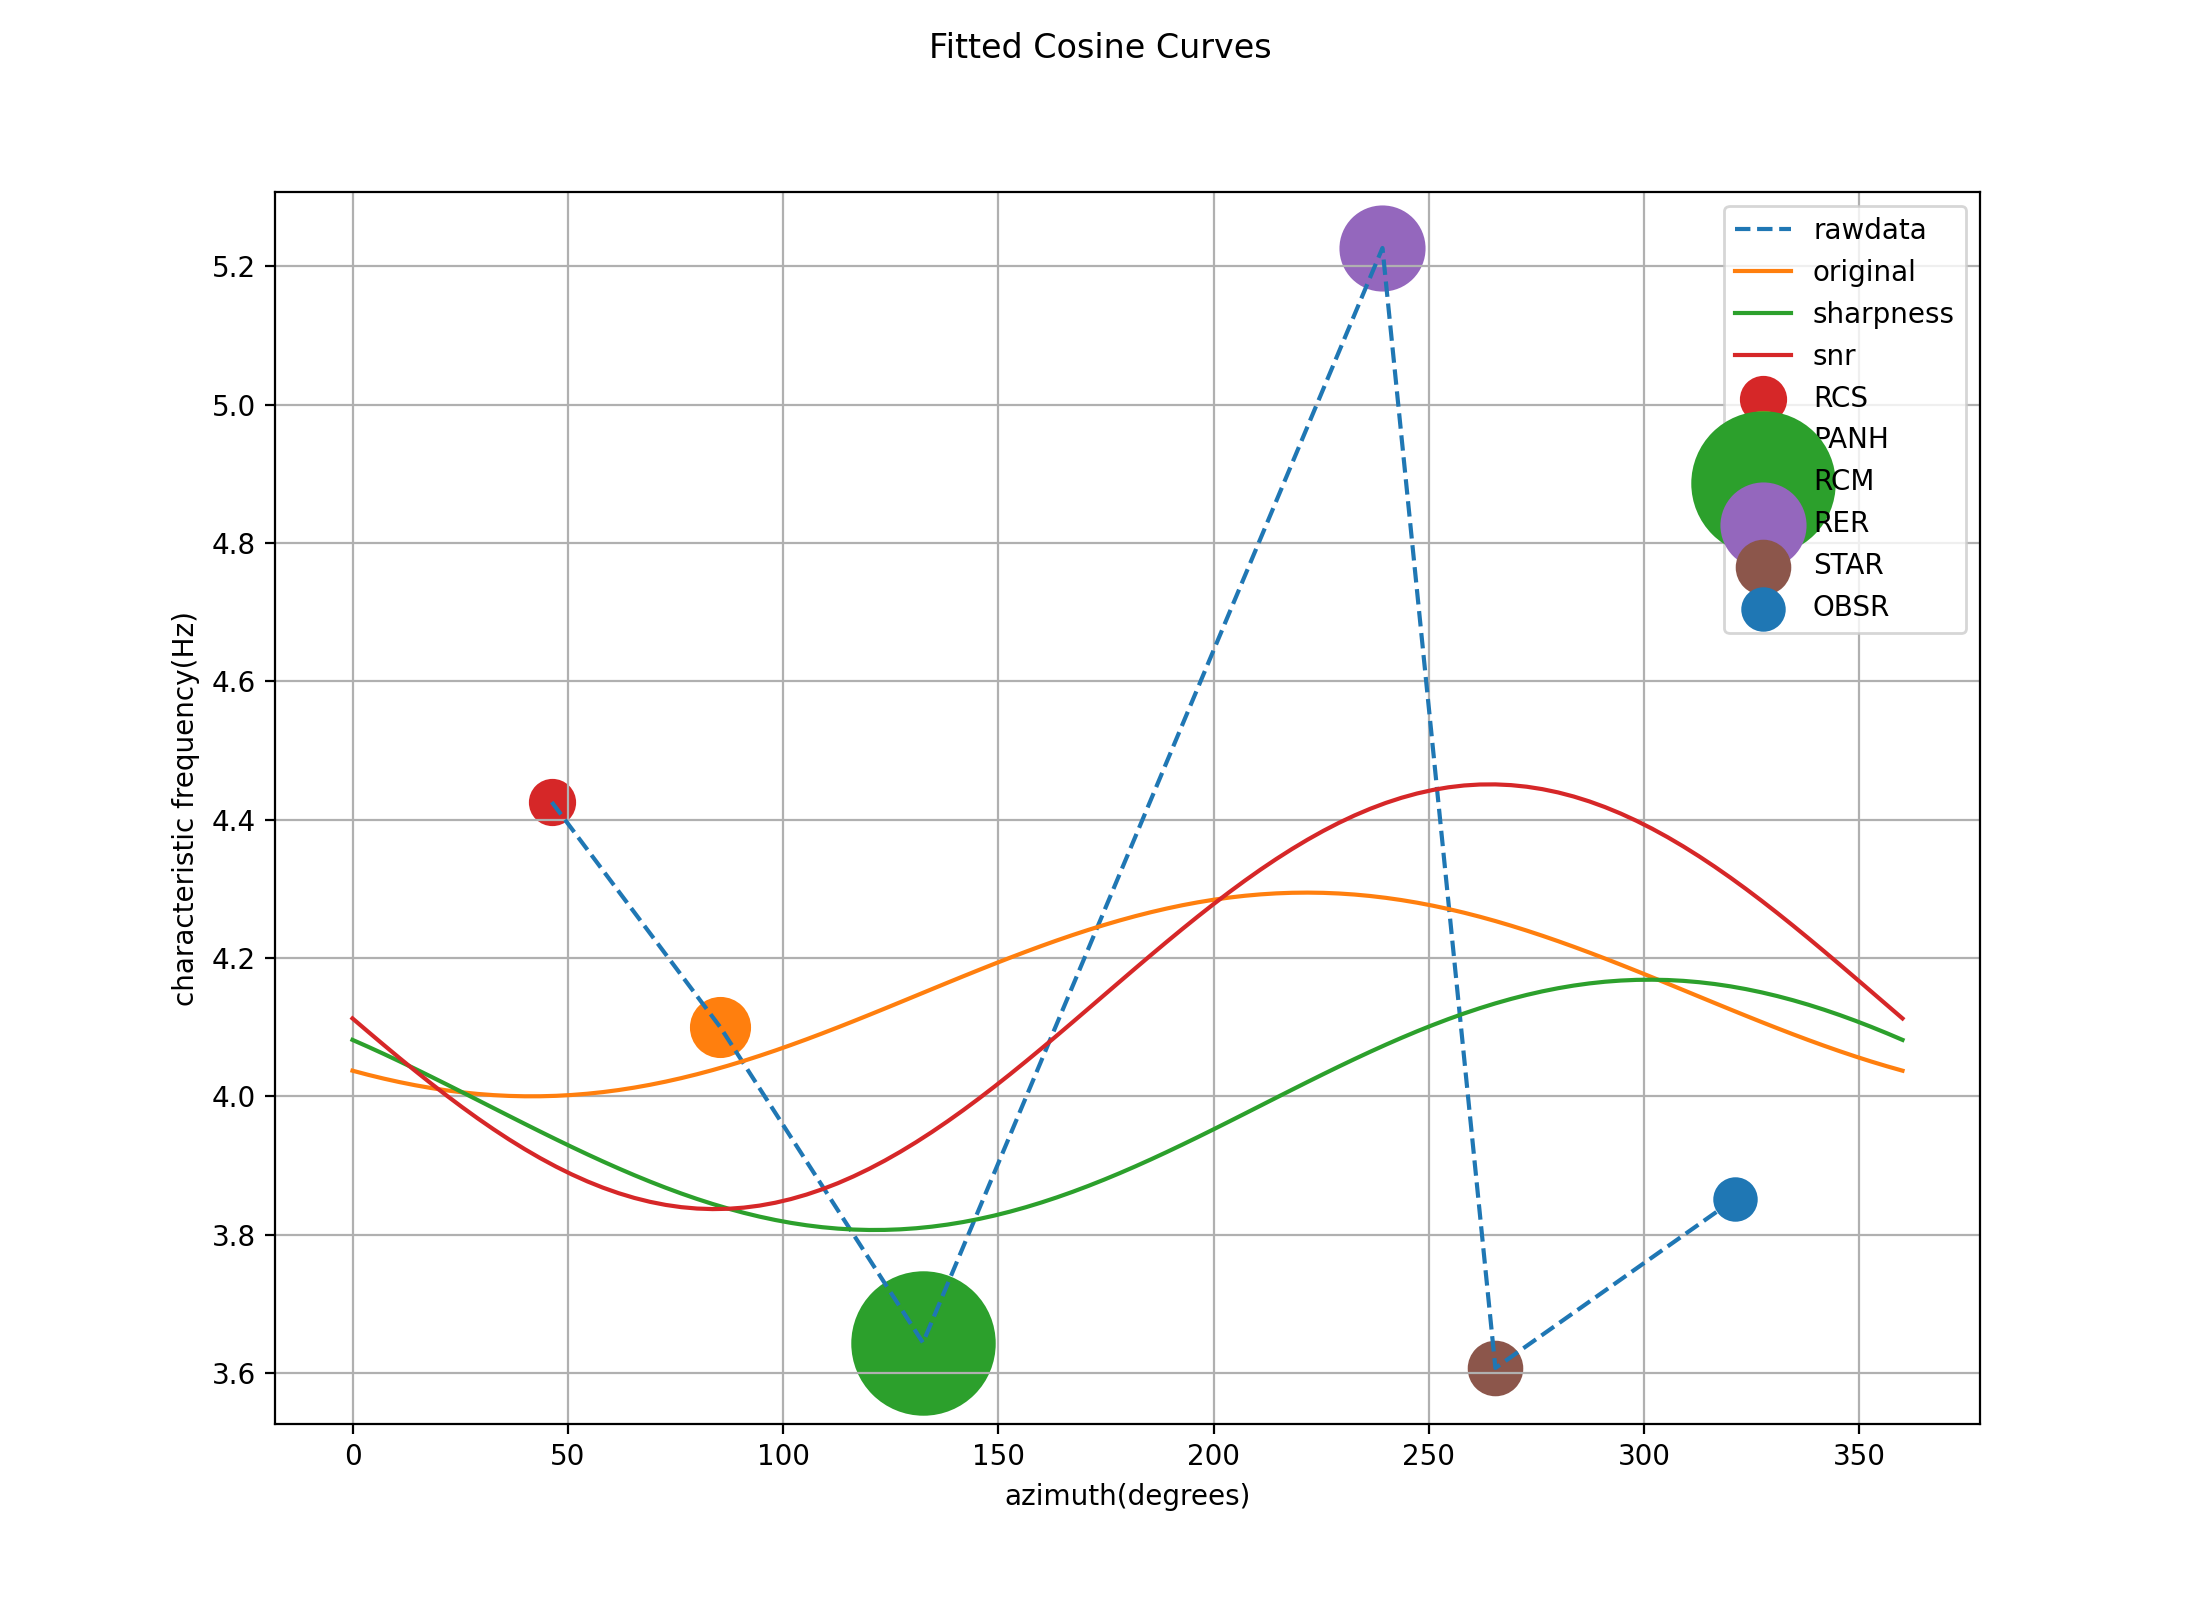 Fitted Cosine Curves
5.2
5.0
4.8
4.6
4.4
4.2
4.0
3.8
3.6
characteristic frequency(Hz)
rawdata
original
sharpness
snr
RCS
PANH
RCM
RER
STAR
OBSR
0 50 100 150 200 250 300 350
azimuth(degrees)